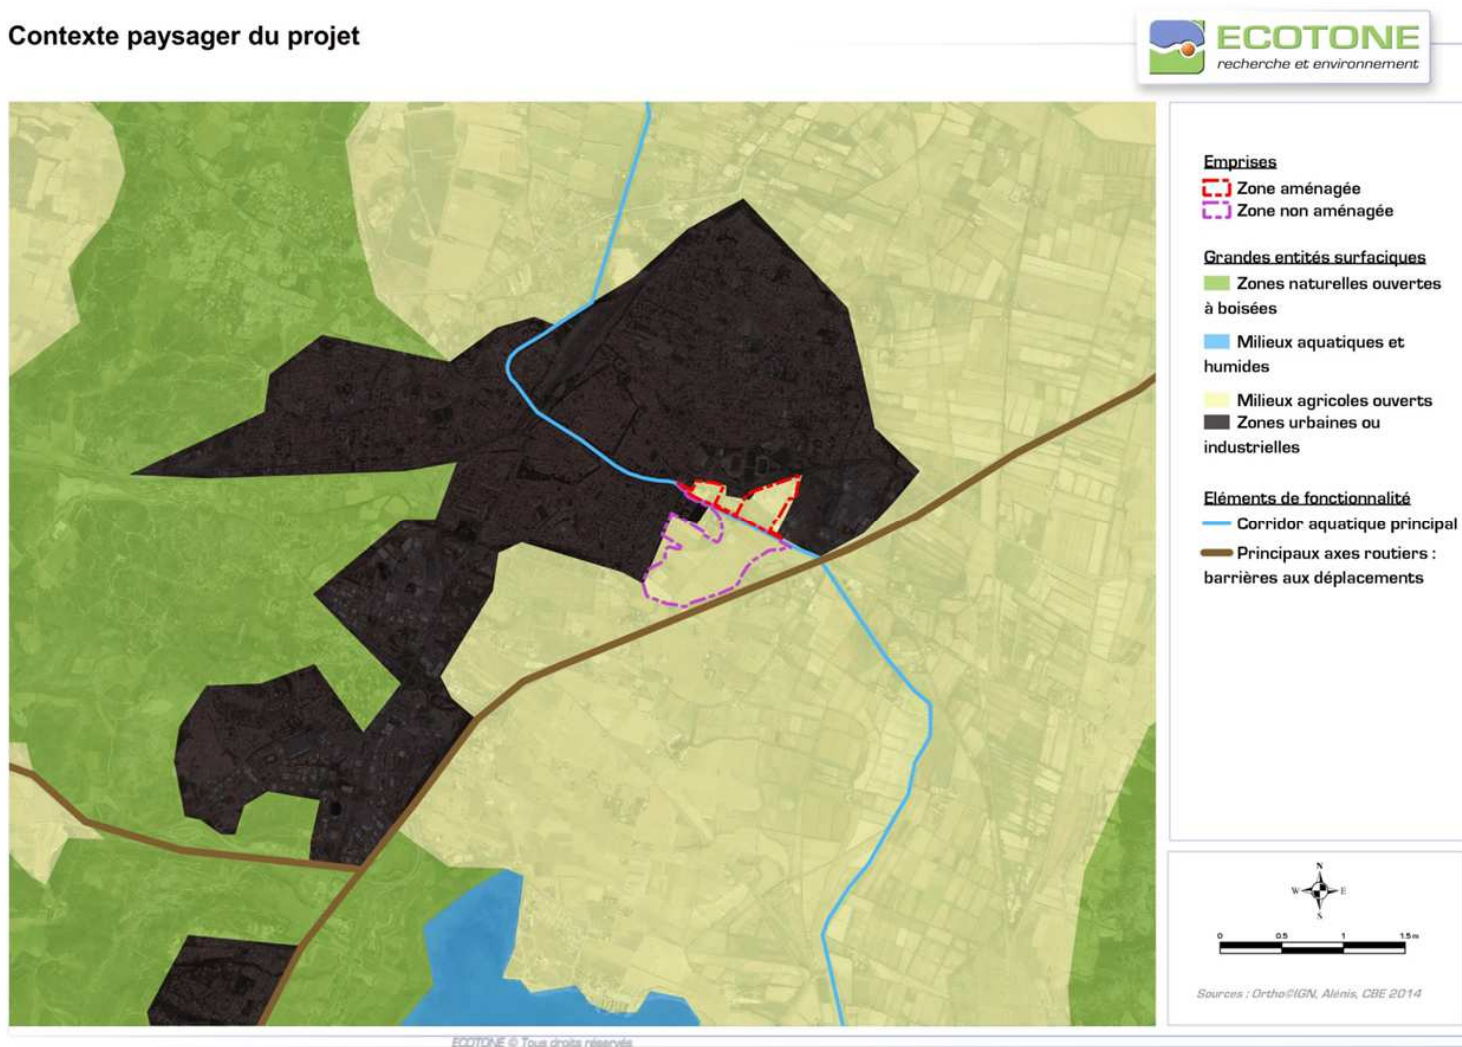 Contexte paysager du projet
ECOTONE
recherche et environnement
Emprises
Zone aménagée
Zone non aménagée
Grandes entités surfaciques
Zones naturelles ouvertes
à boisées
Milieux aquatiques et
humides
Milieux agricoles ouverts
Zones urbaines ou
industrielles
Eléments de fonctionnalité
Corridor aquatique principal
Principaux axes routiers :
barrières aux déplacements
N
W E
S
0 0.5 1 1.5 m
Sources : Ortho©IGN, Alénis, CBE 2014
ECOTONE © Tous droits réservés